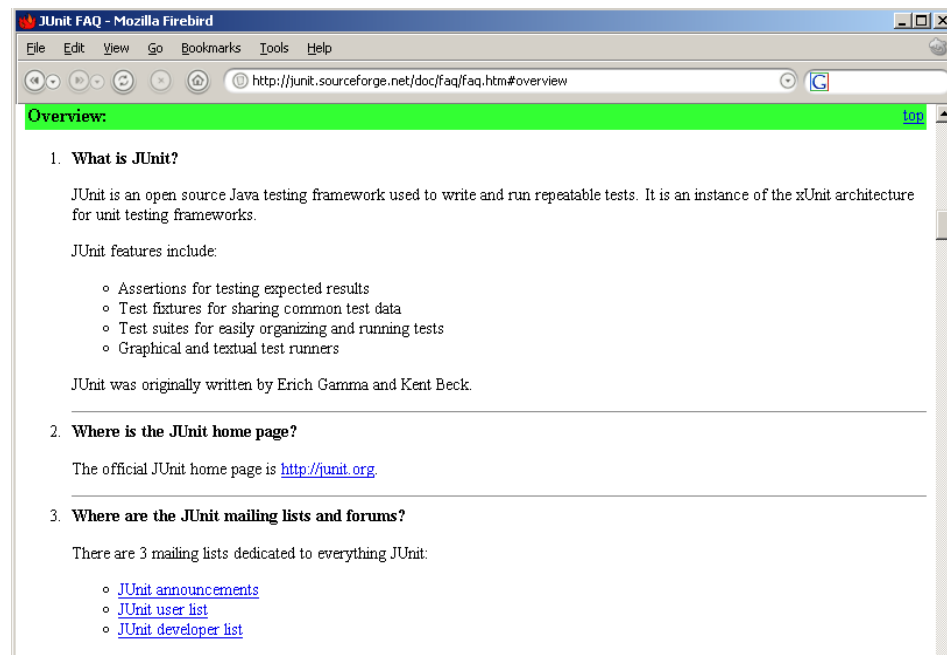 JUnit FAQ - Mozilla Firebird
File Edit View Go Bookmarks Tools Help
http://junit.sourceforge.net/doc/faq/faq.htm#overview G
Overview: top
1. What is JUnit?
JUnit is an open source Java testing framework used to write and run repeatable tests. It is an instance of the xUnit architecture
for unit testing frameworks.
JUnit features include:
Assertions for testing expected results
Test fixtures for sharing common test data
Test suites for easily organizing and running tests
Graphical and textual test runners
JUnit was originally written by Erich Gamma and Kent Beck.
2. Where is the JUnit home page?
The official JUnit home page is http://junit.org.
3. Where are the JUnit mailing lists and forums?
There are 3 mailing lists dedicated to everything JUnit:
JUnit announcements
JUnit user list
JUnit developer list